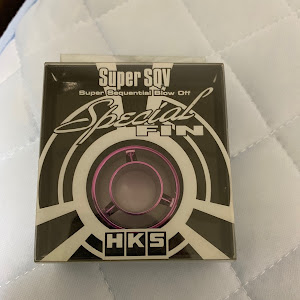 Super SQV
Super Sequential Blow Off
Special
FIN
HKS